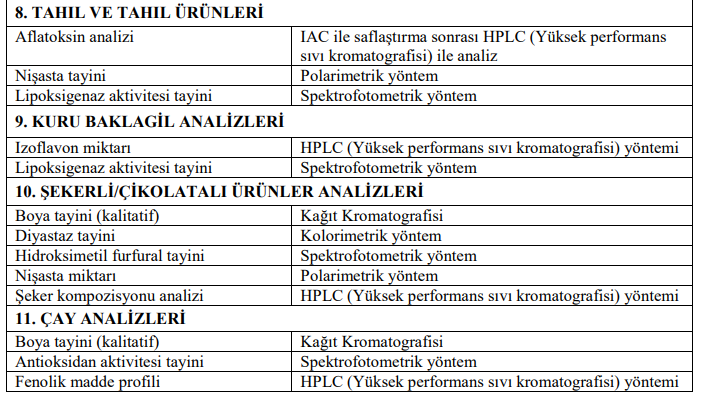 8. TAHIL VE TAHIL ÜRÜNLERİ
Aflatoksin analizi IAC ile saflaştırma sonrası HPLC (Yüksek performans
sıvı kromatografisi) ile analiz
Nişasta tayini Polarimetrik yöntem
Lipoksigenaz aktivitesi tayini Spektrofotometrik yöntem
9. KURU BAKLAGİL ANALİZLERİ
Izoflavon miktarı HPLC (Yüksek performans sıvı kromatografisi) yöntemi
Lipoksigenaz aktivitesi tayini Spektrofotometrik yöntem
10. ŞEKERLİ/ÇİKOLATALI ÜRÜNLER ANALİZLERİ
Boya tayini (kalitatif) Kağıt Kromatografisi
Diyastaz tayini Kolorimetrik yöntem
Hidroksimetil furfural tayini Spektrofotometrik yöntem
Nişasta miktarı Polarimetrik yöntem
Şeker kompozisyonu analizi HPLC (Yüksek performans sıvı kromatografisi) yöntemi
11. ÇAY ANALİZLERİ
Boya tayini (kalitatif) Kağıt Kromatografisi
Antioksidan aktivitesi tayini Spektrofotometrik yöntem
Fenolik madde profili HPLC (Yüksek performans sıvı kromatografisi) yöntemi